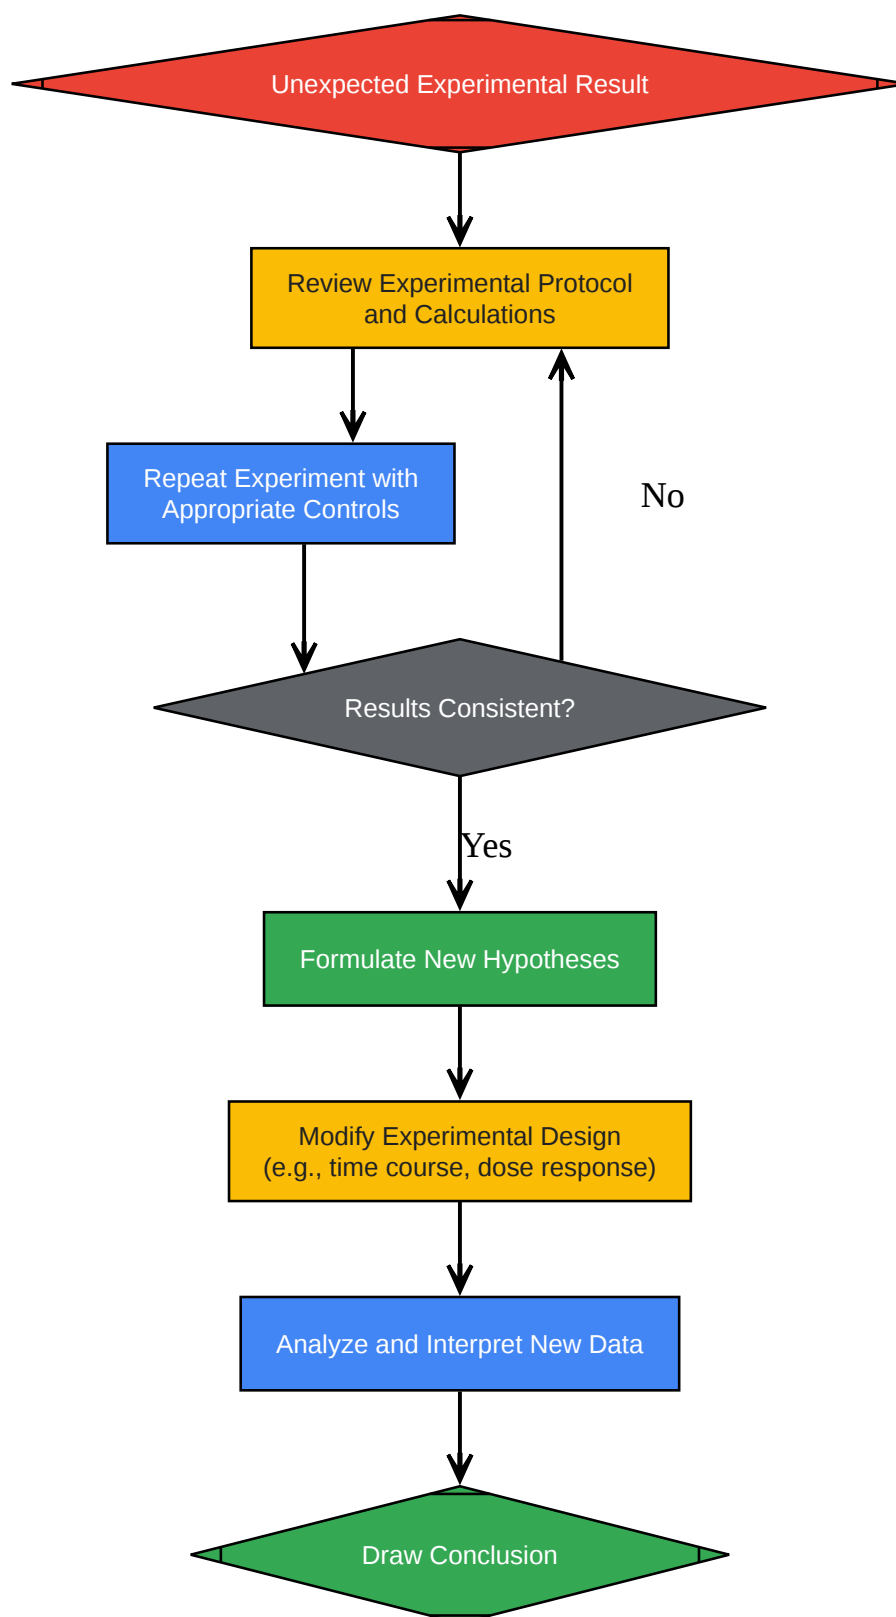 Unexpected Experimental Result
Review Experimental Protocol
and Calculations
Repeat Experiment with
Appropriate Controls
No
Results Consistent?
Yes
Formulate New Hypotheses
Modify Experimental Design
(e.g., time course, dose response)
Analyze and Interpret New Data
Draw Conclusion